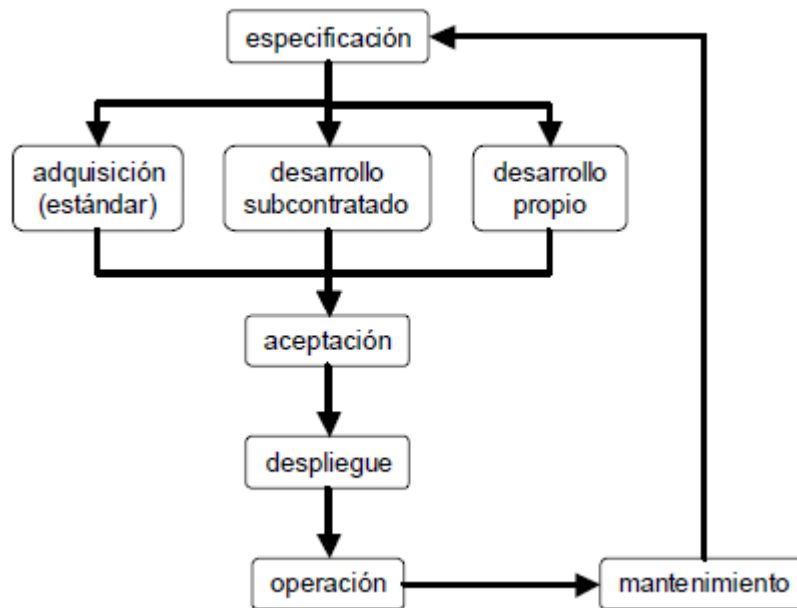 especificación
adquisición
(estándar)
desarrollo
subcontratado
desarrollo
propio
aceptación
despliegue
operación
mantenimiento